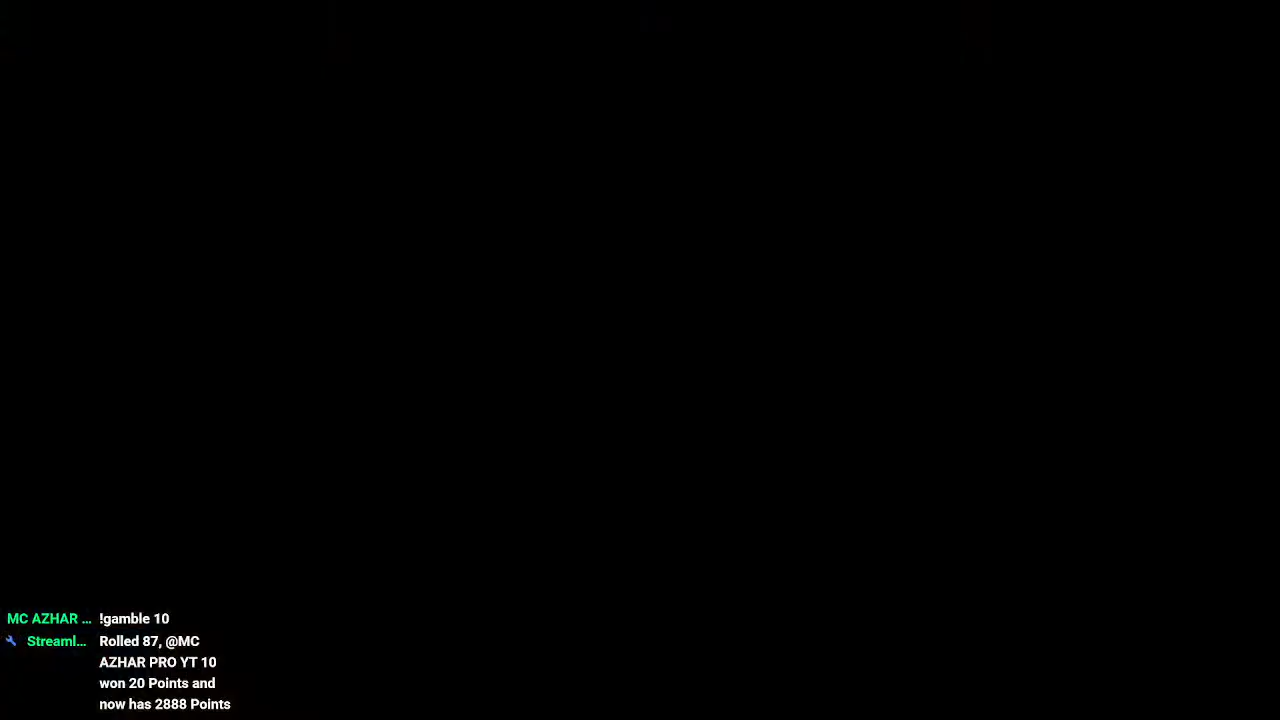 MC AZHAR ... !gamble 10
Streaml... Rolled 87, @MC
AZHAR PRO YT 10
won 20 Points and
now has 2888 Points